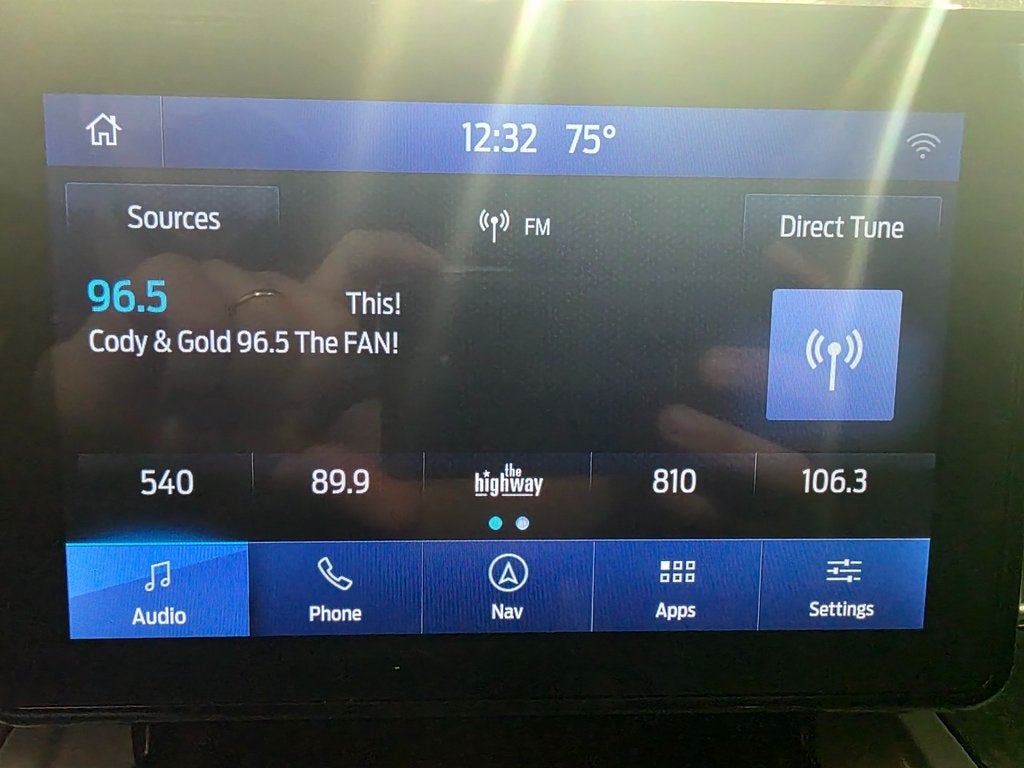 12:32 75°
Sources FM Direct Tune
96.5 This!
Cody & Gold 96.5 The FAN!
540 89.9 the highway 810 106.3
Audio Phone Nav Apps Settings